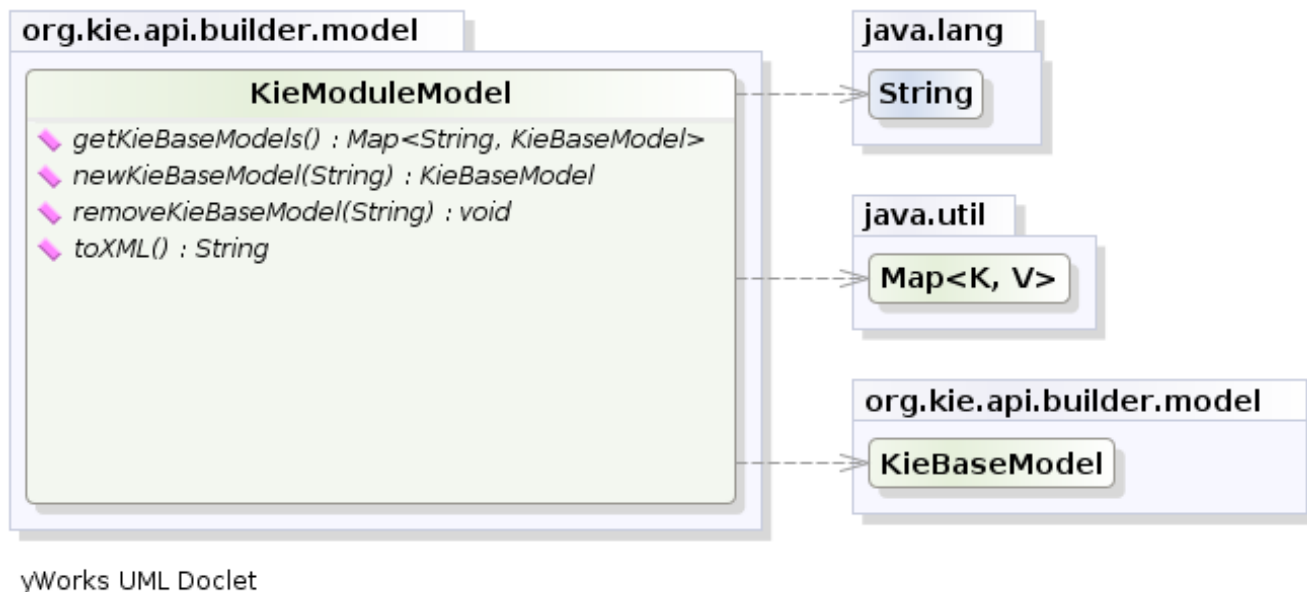 org.kie.api.builder.model
KieModuleModel
getKieBaseModels() : Map<String, KieBaseModel>
newKieBaseModel(String) : KieBaseModel
removeKieBaseModel(String) : void
toXML() : String
java.lang
String
java.util
Map<K, V>
org.kie.api.builder.model
KieBaseModel
yWorks UML Doclet